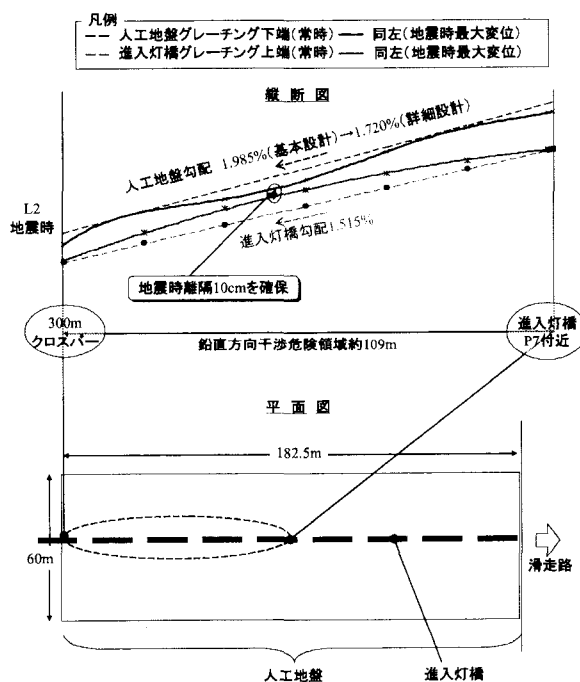 凡例
人工地盤グレーチング下端(常時) 同左(地震時最大変位)
進入灯橋グレーチング上端(常時) 同左(地震時最大変位)
縦断図
人工地盤勾配 1.985%(基本設計)→1.720%(詳細設計)
L2
地震時
進入灯橋勾配1.515%
地震時離隔10cmを確保
300m
クロスバー
鉛直方向干渉危険領域約109m
進入灯橋
P7付近
平面図
182.5m
60m
滑走路
人工地盤
進入灯橋